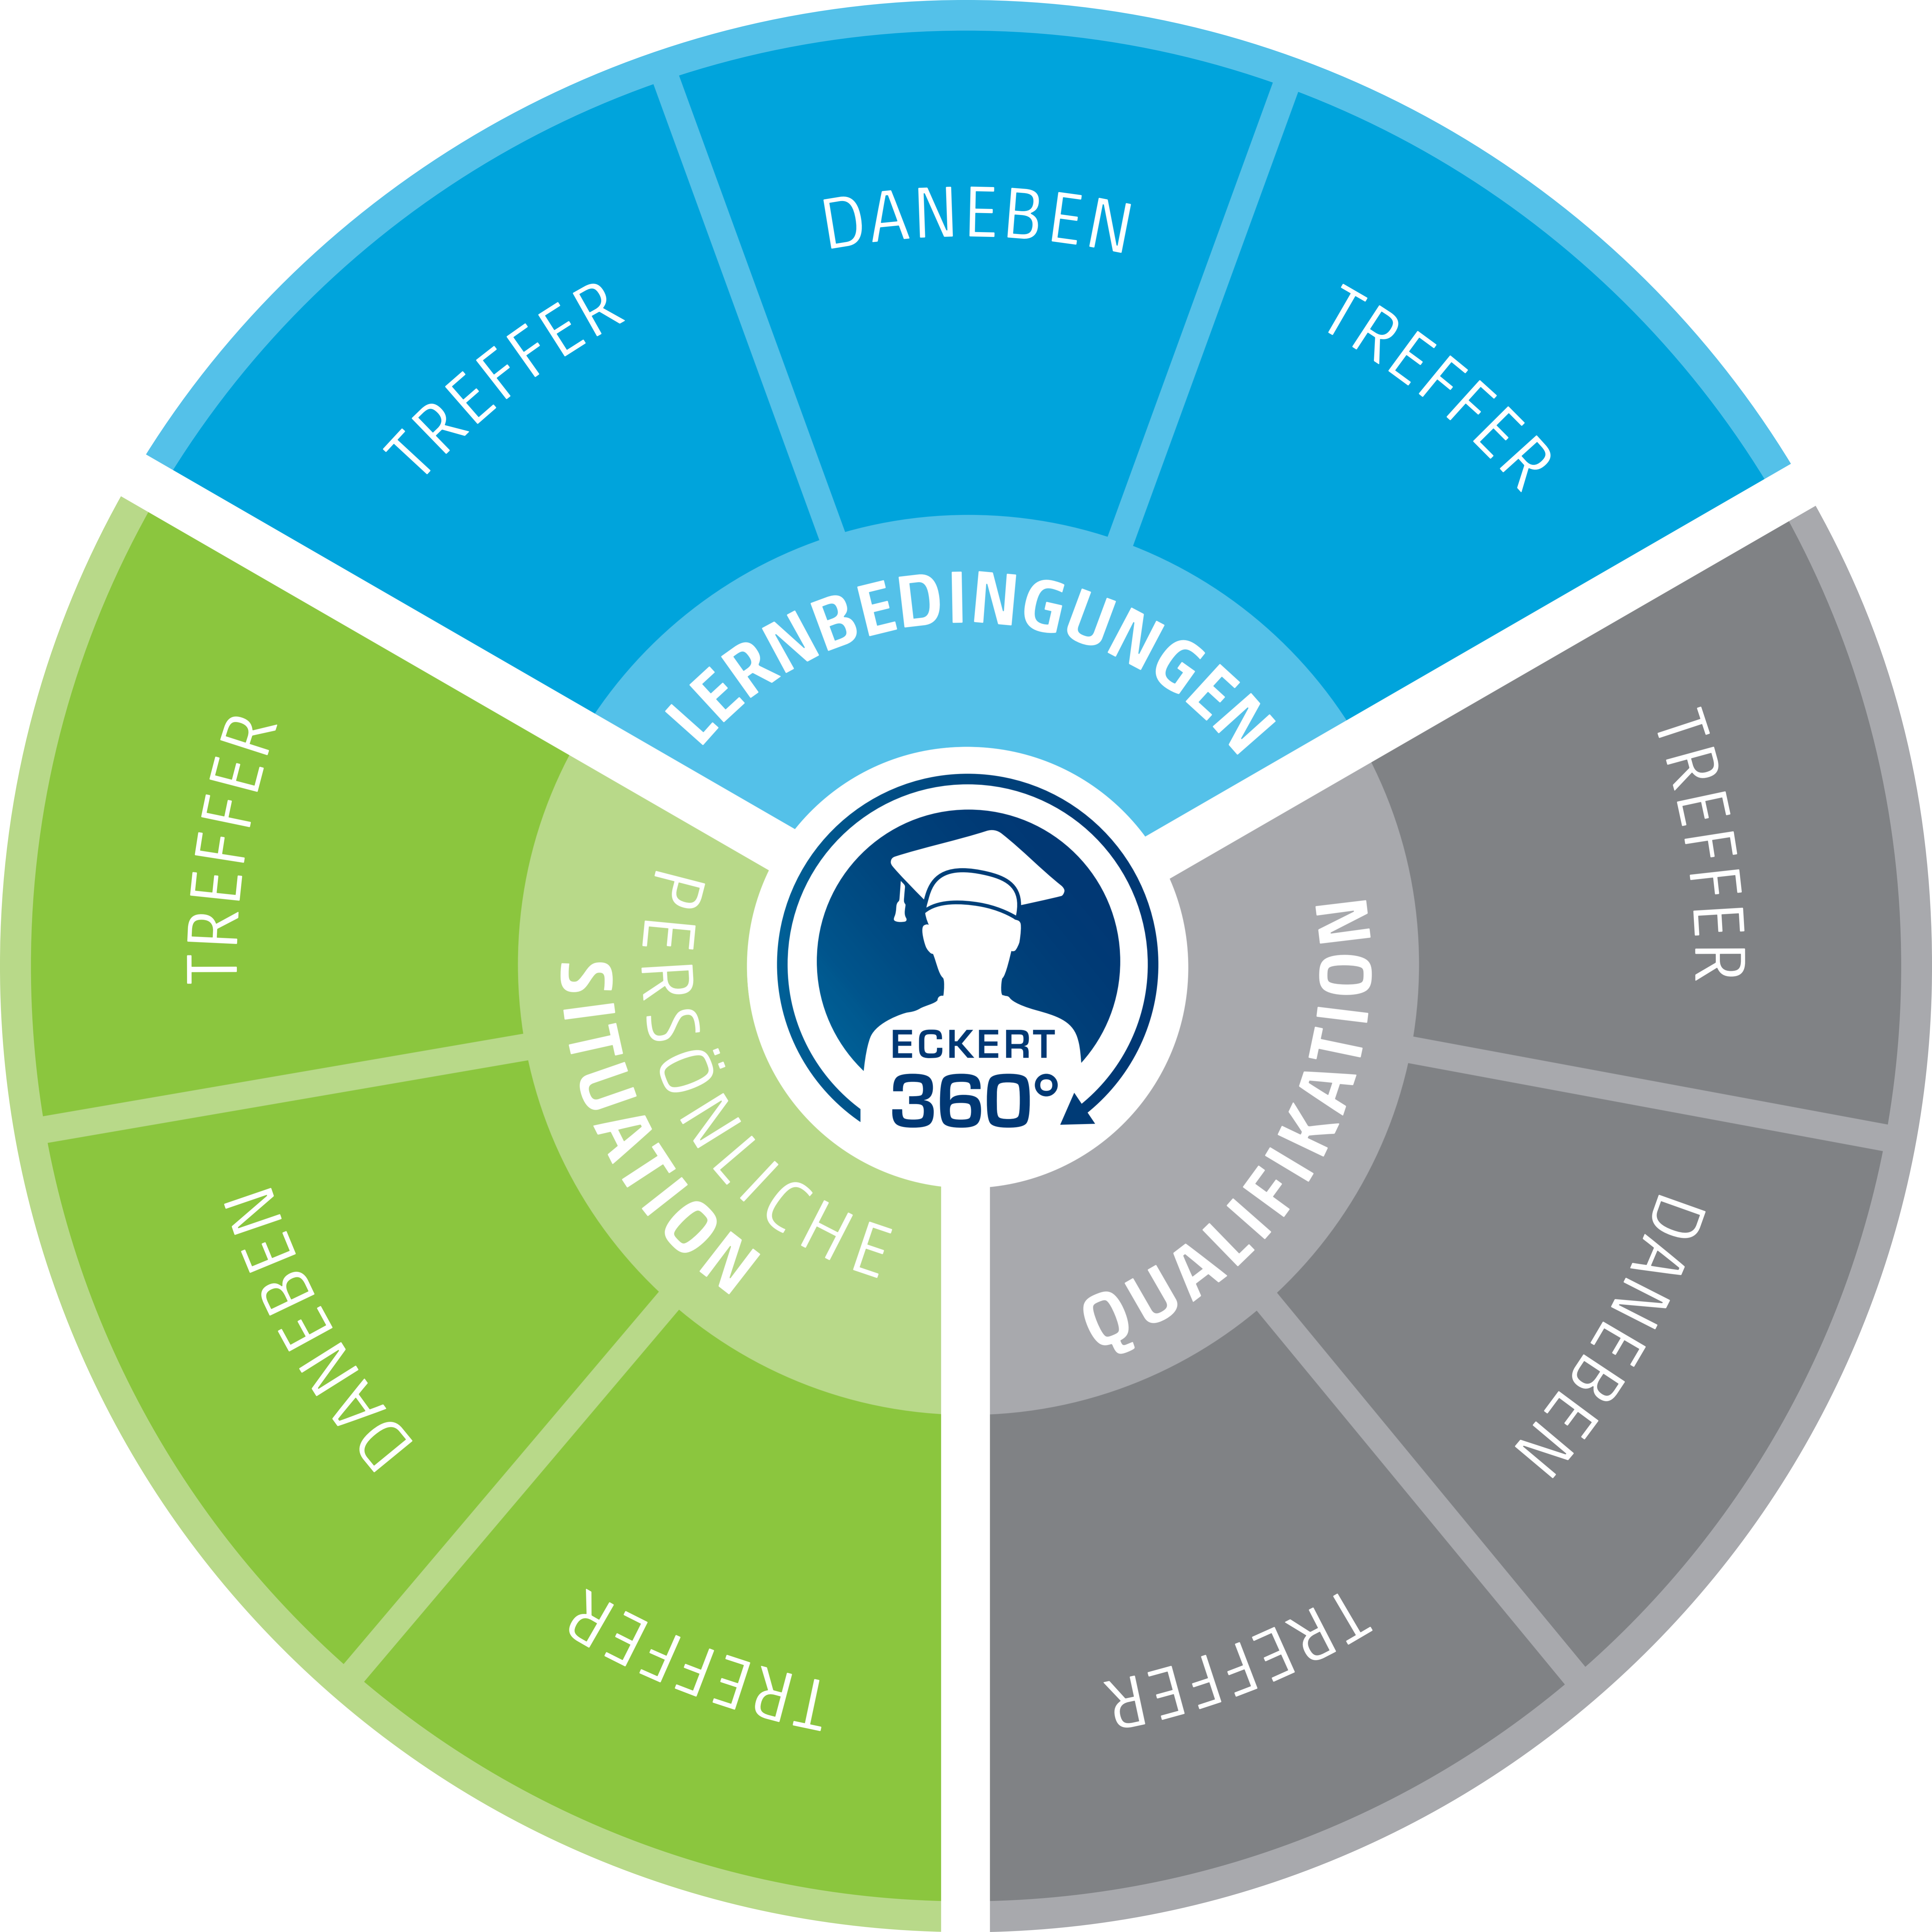 TREFFER
DANEBEN
TREFFER
LERNBEDINGUNGEN
TREFFER
DANEBEN
TREFFER
QUALIFIKATION
TREFFER
DANEBEN
TREFFER
PERSÖNLICHE
SITUATION
ECKERT
360°